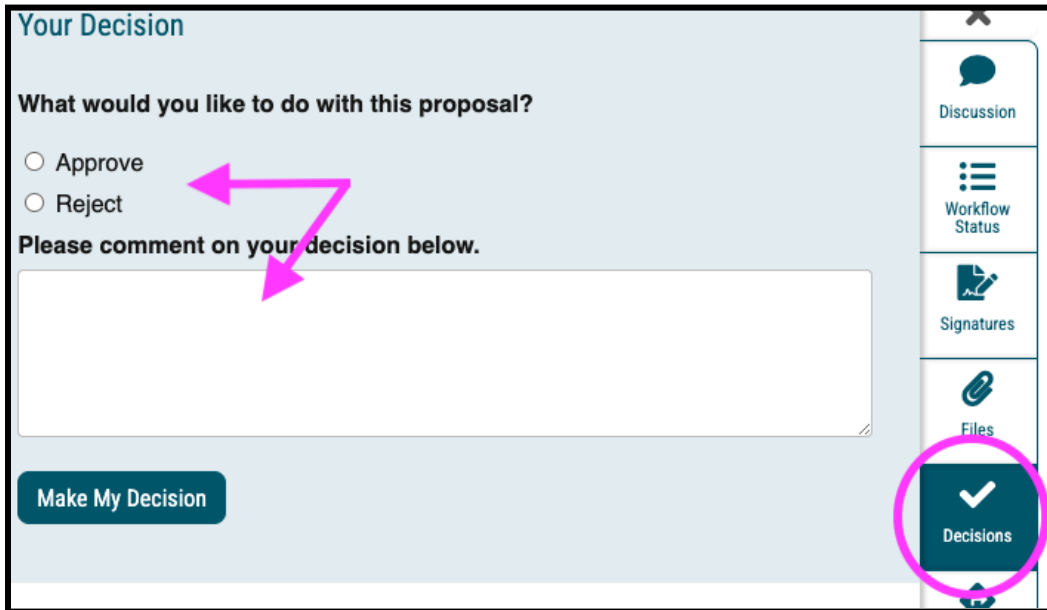 Your Decision
What would you like to do with this proposal?
Approve
Reject
Please comment on your decision below.
Make My Decision
Discussion
Workflow
Status
Signatures
Files
Decisions